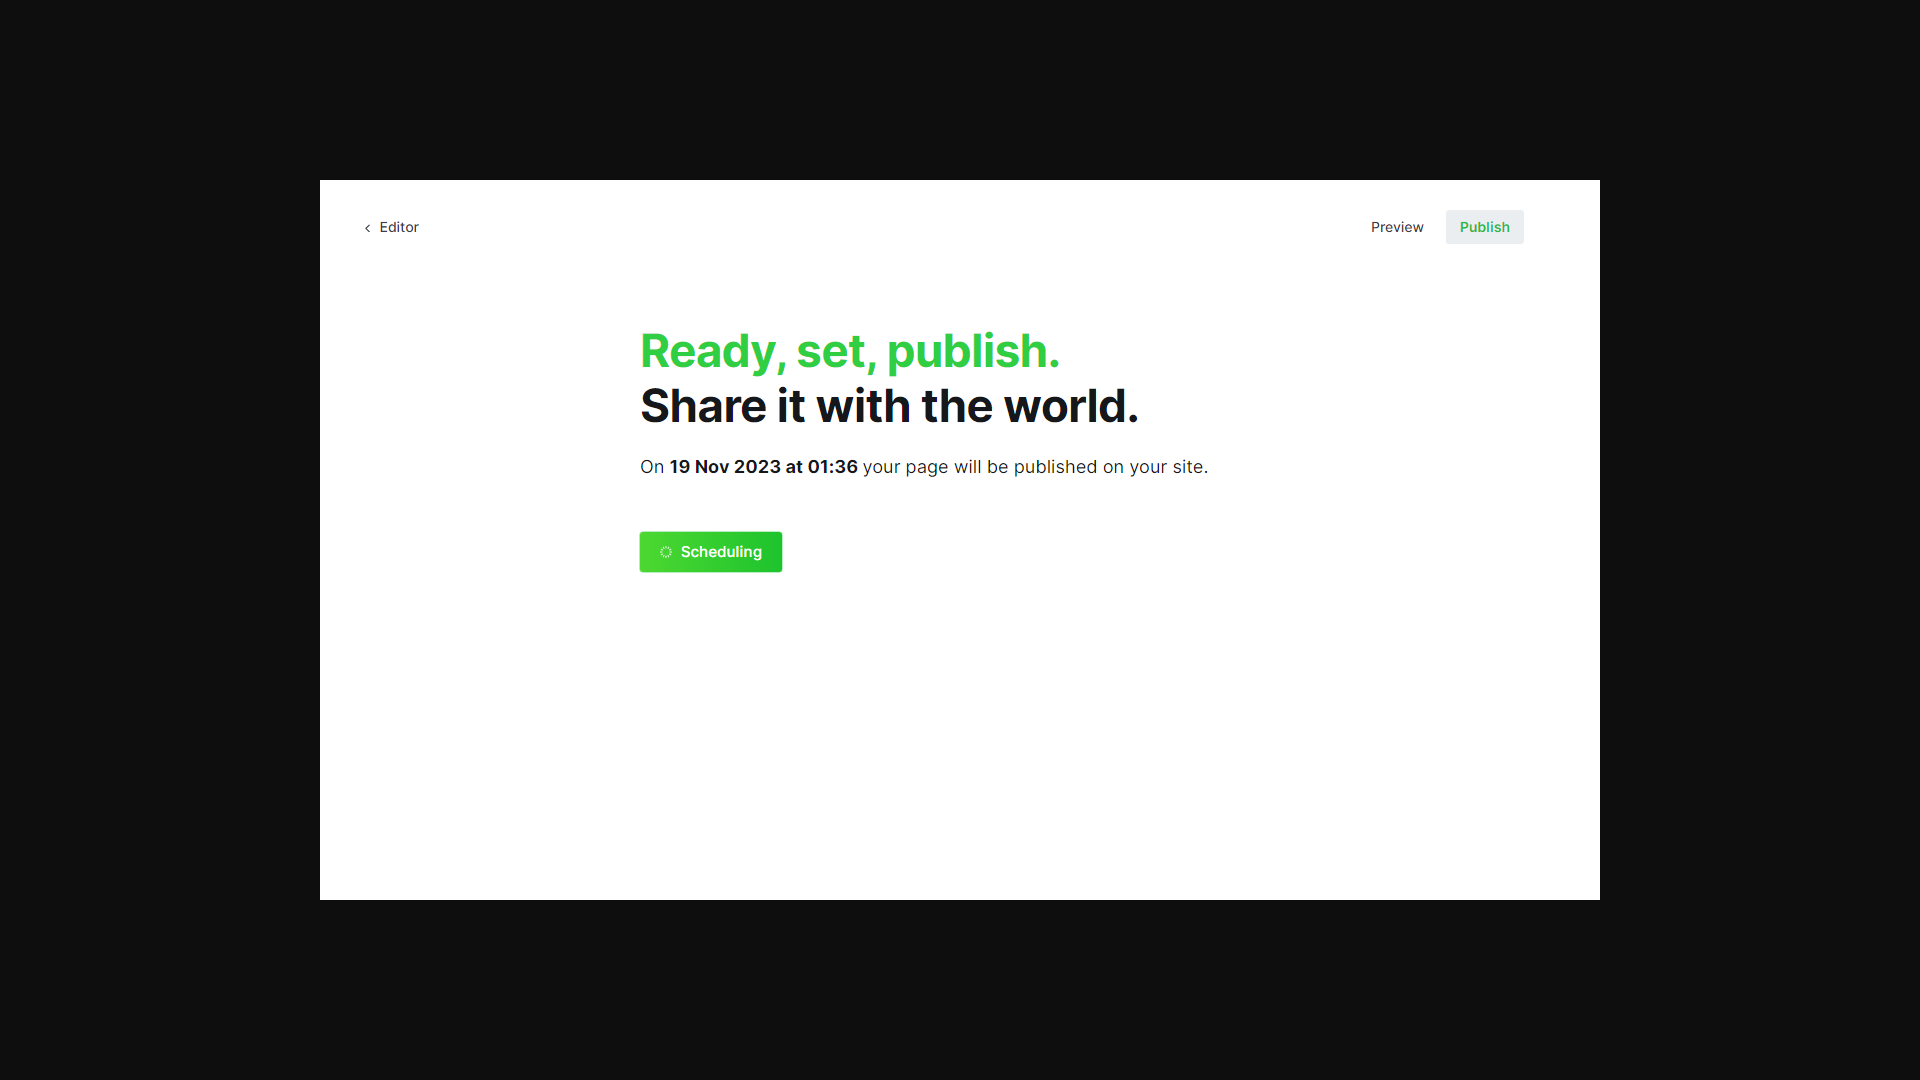 Editor
Preview
Publish
Ready, set, publish.
Share it with the world.
On 19 Nov 2023 at 01:36 your page will be published on your site.
Scheduling